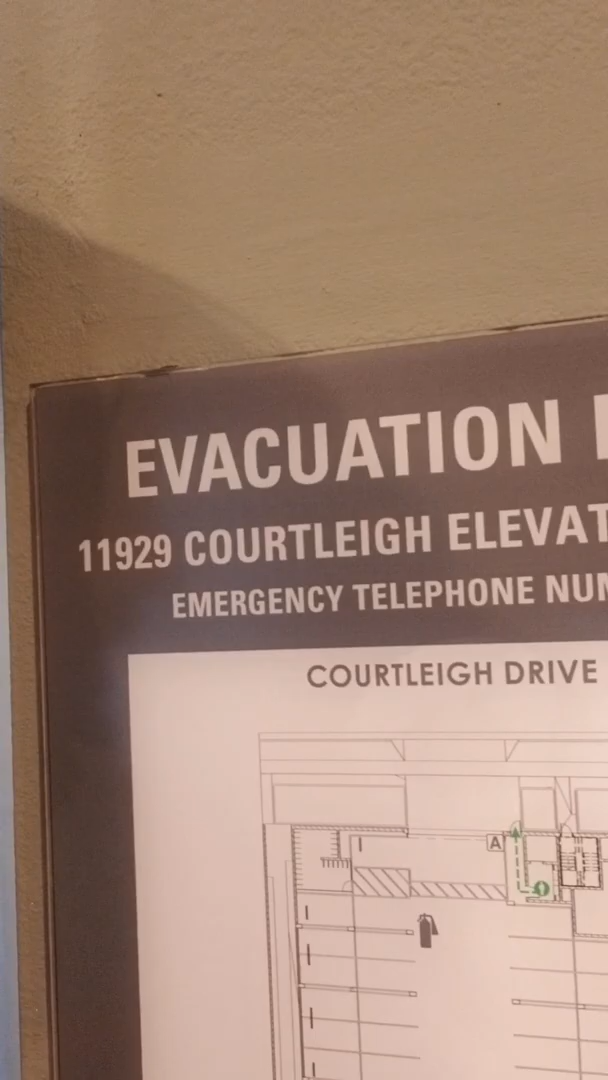 EVACUATION
11929 COURTLEIGH ELEVAT
EMERGENCY TELEPHONE NUM
COURTLEIGH DRIVE
A